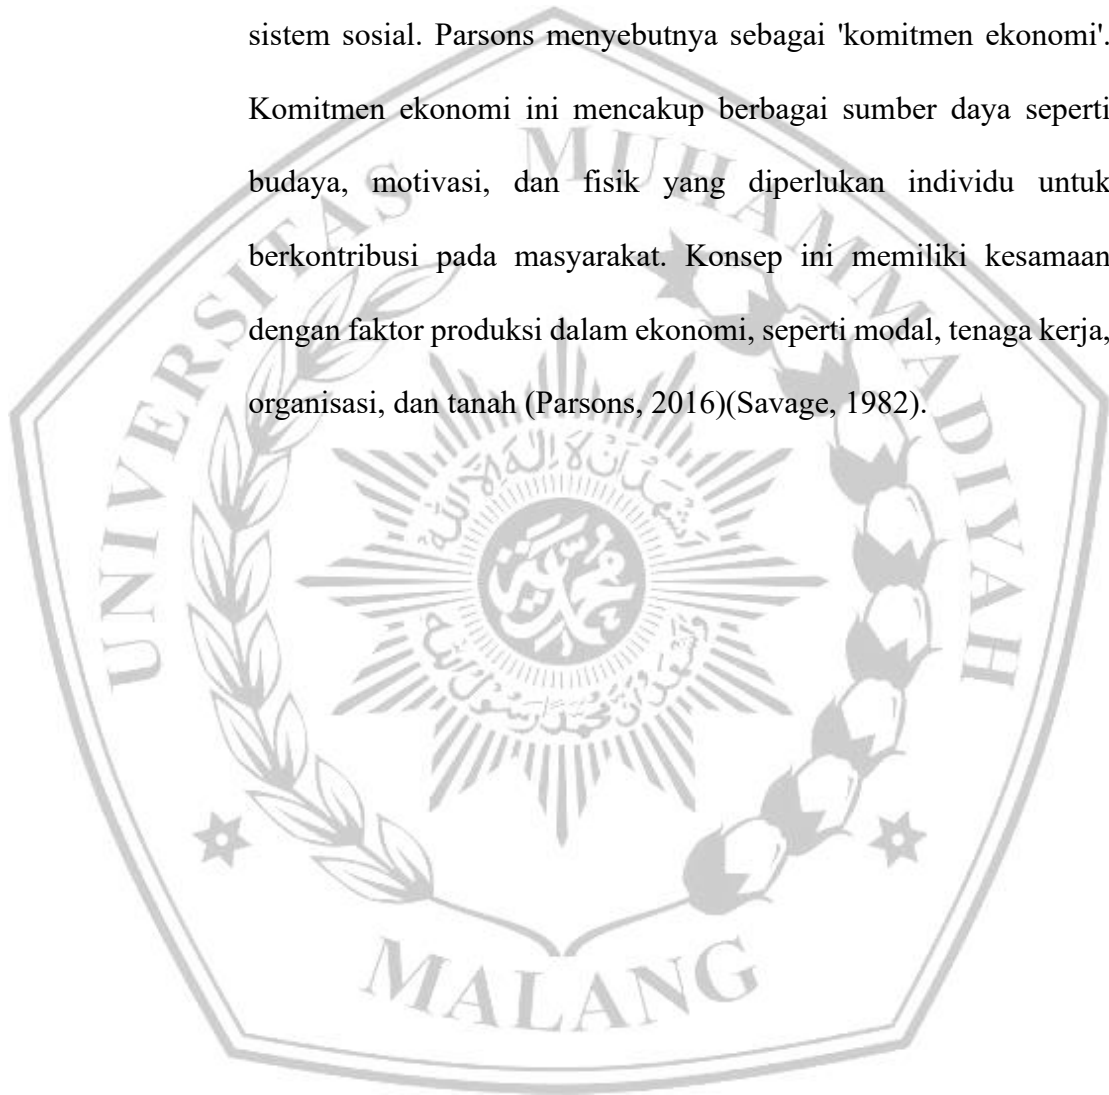 sistem sosial. Parsons menyebutnya sebagai 'komitmen ekonomi'.
Komitmen ekonomi ini mencakup berbagai sumber daya seperti
budaya, motivasi, dan fisik yang diperlukan individu untuk
berkontribusi pada masyarakat. Konsep ini memiliki kesamaan
dengan faktor produksi dalam ekonomi, seperti modal, tenaga kerja,
organisasi, dan tanah (Parsons, 2016)(Savage, 1982).
UNIVERSITAS MUHAMMADIYAH
MALANG